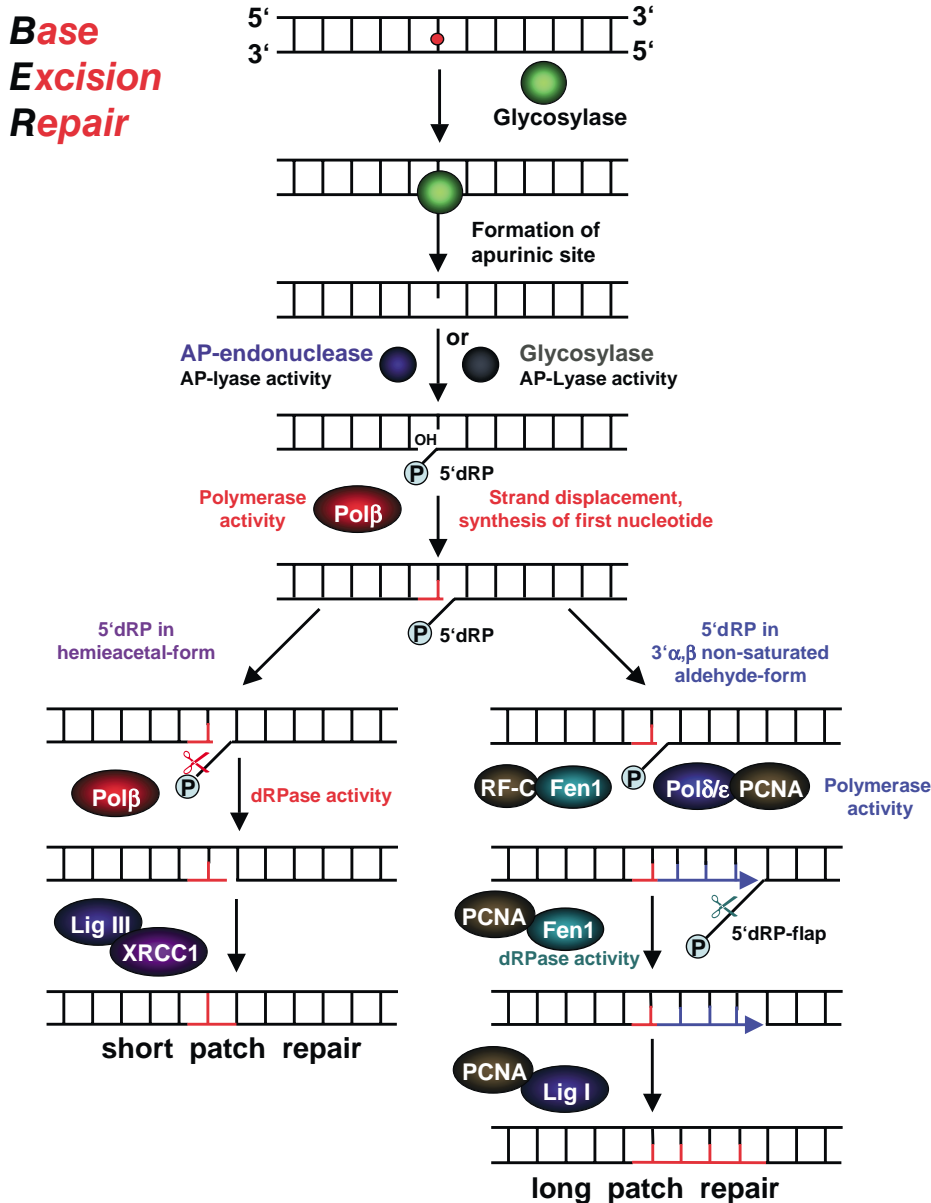 Base
Excision
Repair
5‘
3‘
3‘
5‘
Glycosylase
Formation of
apurinic site
or
AP-endonuclease
AP-lyase activity
Glycosylase
AP-Lyase activity
OH
P
5‘dRP
Polymerase
activity
Polβ
Strand displacement,
synthesis of first nucleotide
P
5‘dRP
5‘dRP in
hemieacetal-form
5‘dRP in
3‘α,β non-saturated
aldehyde-form
P
Polβ
dRPase activity
Lig III
XRCC1
short patch repair
P
RF-C
Fen1
Polδ/ε
PCNA
Polymerase
activity
PCNA
Fen1
dRPase activity
P
5‘dRP-flap
PCNA
Lig I
long patch repair